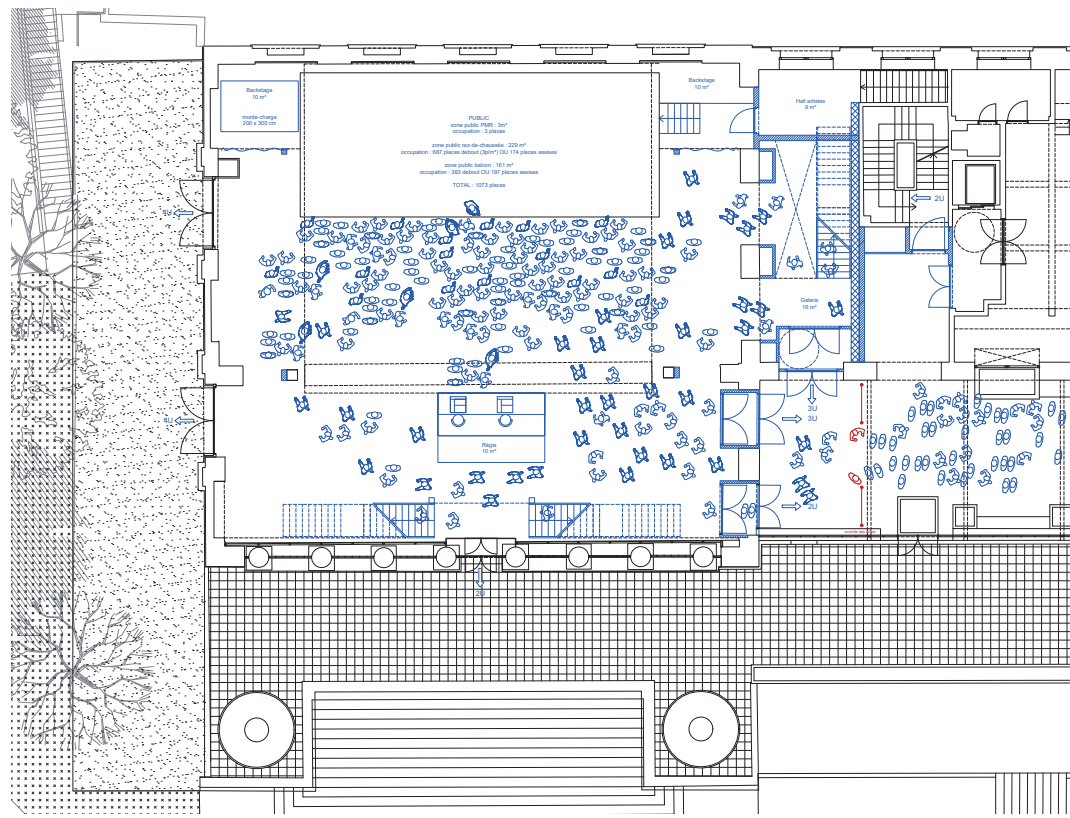 Backstage
10 m²
monte-charge
200 x 300 cm
PUBLIC
zone public PMR : 3m²
occupation : 3 places
zone public rez-de-chaussée : 229 m²
occupation : 687 places debout (3p/m²) OU 174 places assises
zone public balcon : 161 m²
occupation : 383 debout OU 197 places assises
TOTAL : 1073 places
Backstage
10 m²
Hall artistes
9 m²
2U
Galerie
16 m²
3U
3U
Régie
10 m²
2U
2U